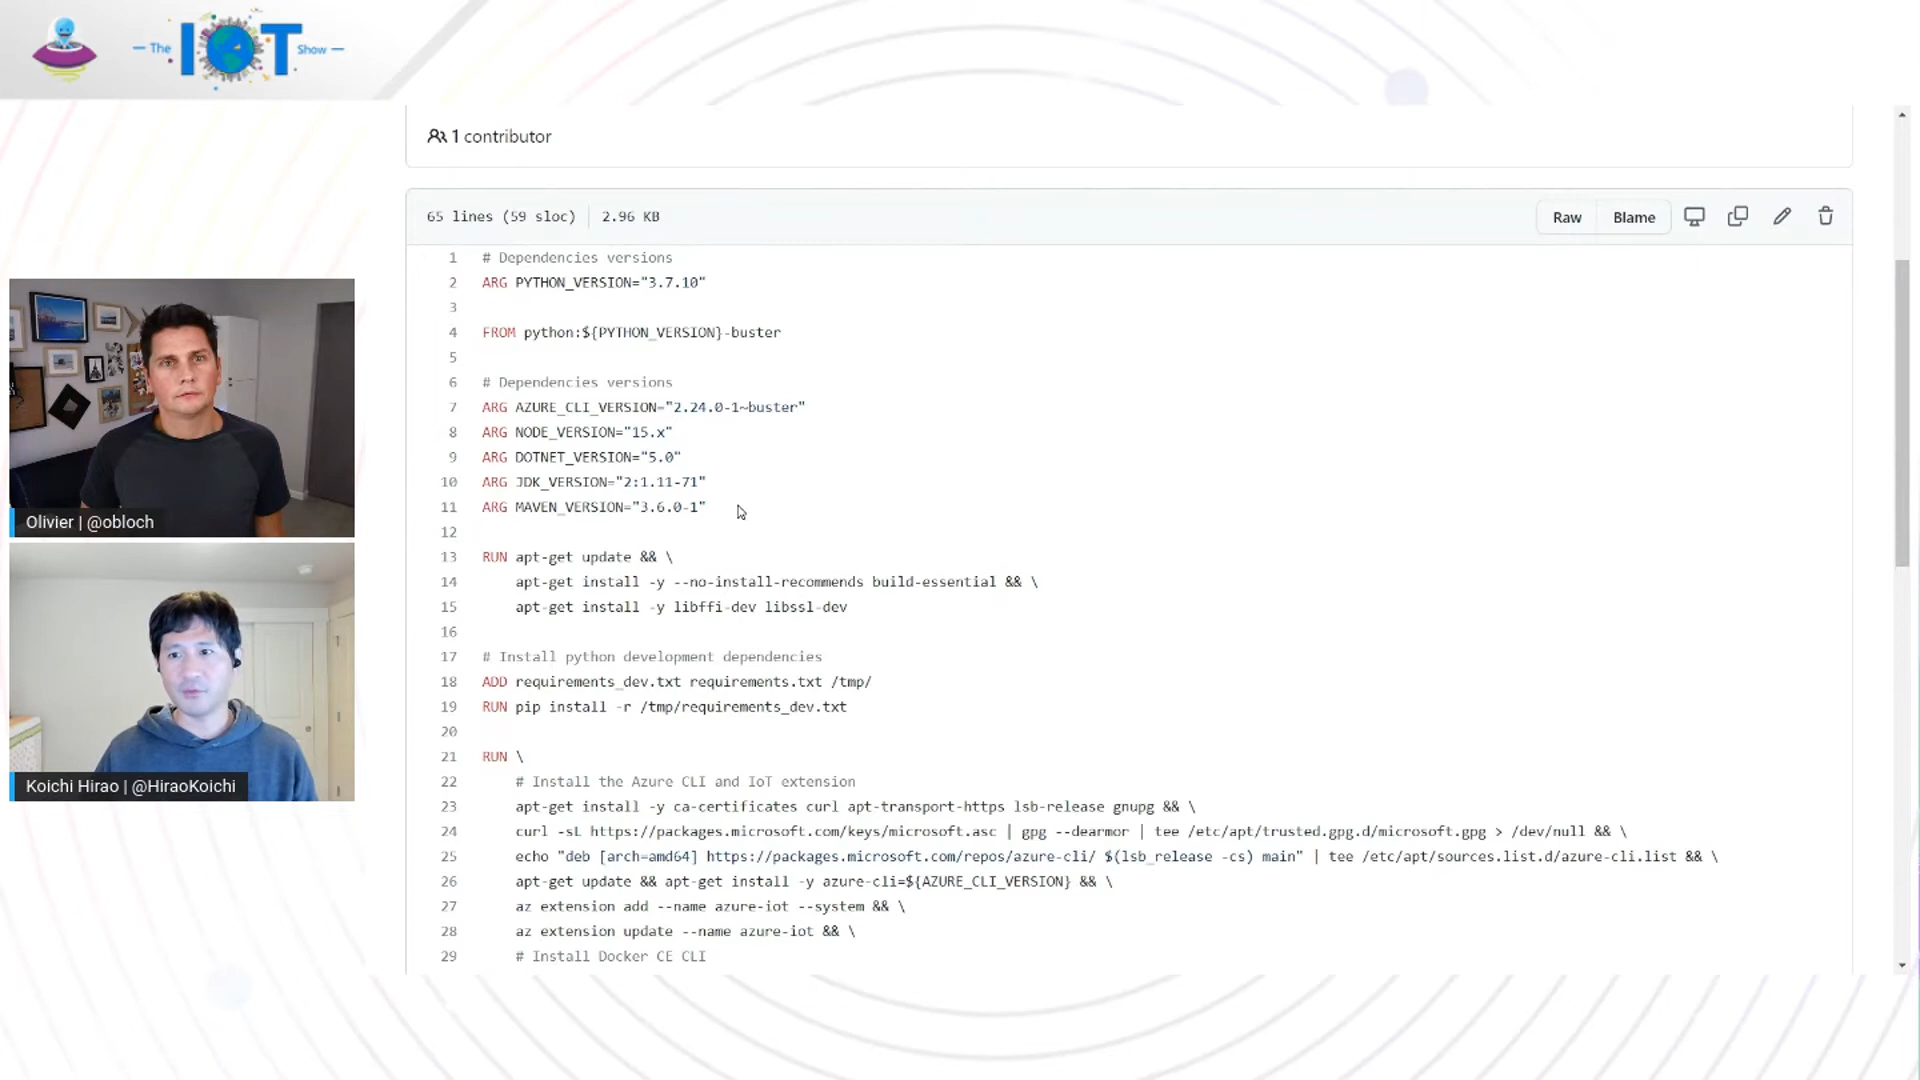 The IOT Show
1 contributor
65 lines (59 sloc) 2.96 KB
Raw Blame
1 # Dependencies versions
2 ARG PYTHON_VERSION="3.7.10"
3
4 FROM python:${PYTHON_VERSION}-buster
5
6 # Dependencies versions
7 ARG AZURE_CLI_VERSION="2.24.0-1~buster"
8 ARG NODE_VERSION="15.x"
9 ARG DOTNET_VERSION="5.0"
10 ARG JDK_VERSION="2:1.11-71"
11 ARG MAVEN_VERSION="3.6.0-1"
12
13 RUN apt-get update && \
14 apt-get install -y --no-install-recommends build-essential && \
15 apt-get install -y libffi-dev libssl-dev
16
17 # Install python development dependencies
18 ADD requirements_dev.txt requirements.txt /tmp/
19 RUN pip install -r /tmp/requirements_dev.txt
20
21 RUN \
22 # Install the Azure CLI and IoT extension
23 apt-get install -y ca-certificates curl apt-transport-https lsb-release gnupg && \
24 curl -sL https://packages.microsoft.com/keys/microsoft.asc | gpg --dearmor | tee /etc/apt/trusted.gpg.d/microsoft.gpg > /dev/null && \
25 echo "deb [arch=amd64] https://packages.microsoft.com/repos/azure-cli/ $(lsb_release -cs) main" | tee /etc/apt/sources.list.d/azure-cli.list && \
26 apt-get update && apt-get install -y azure-cli=${AZURE_CLI_VERSION} && \
27 az extension add --name azure-iot --system && \
28 az extension update --name azure-iot && \
29 # Install Docker CE CLI
Olivier | @obloch
Koichi Hirao | @HiraoKoichi